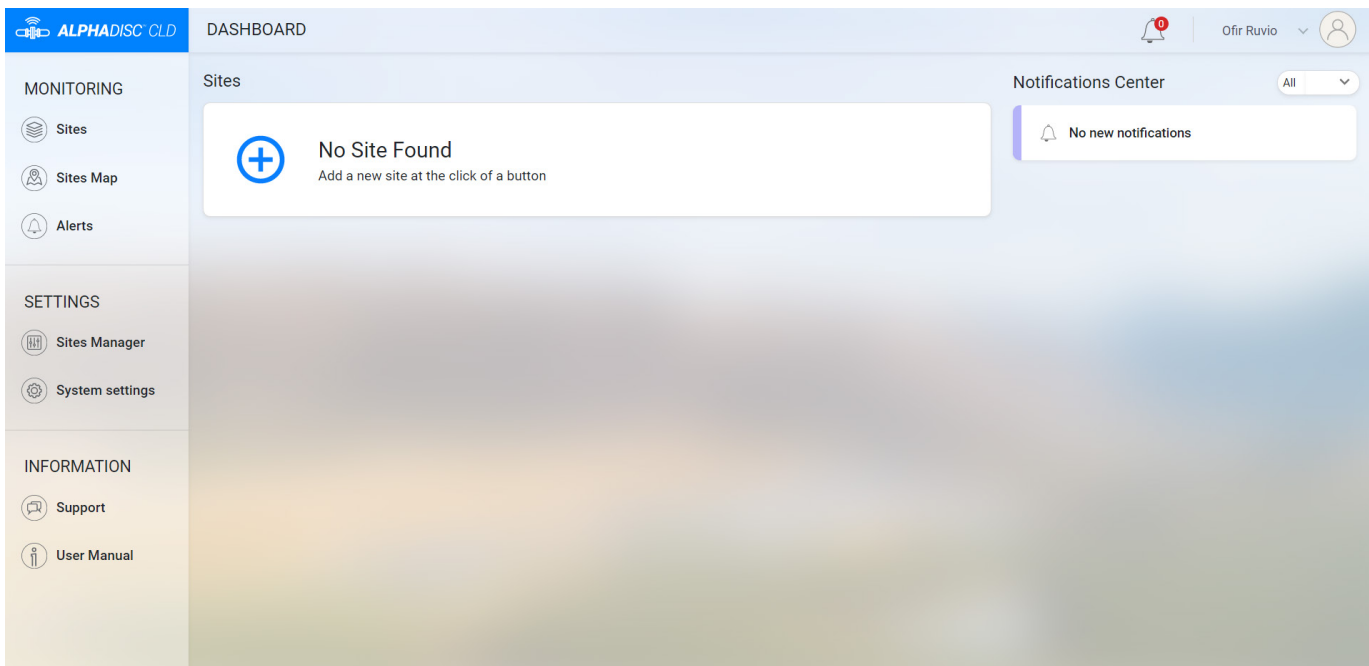 ALPHADISC™ CLD
DASHBOARD
0
Ofir Ruvio
MONITORING
Sites
Sites Map
Alerts
SETTINGS
Sites Manager
System settings
INFORMATION
Support
User Manual
Sites
No Site Found
Add a new site at the click of a button
Notifications Center
All
No new notifications